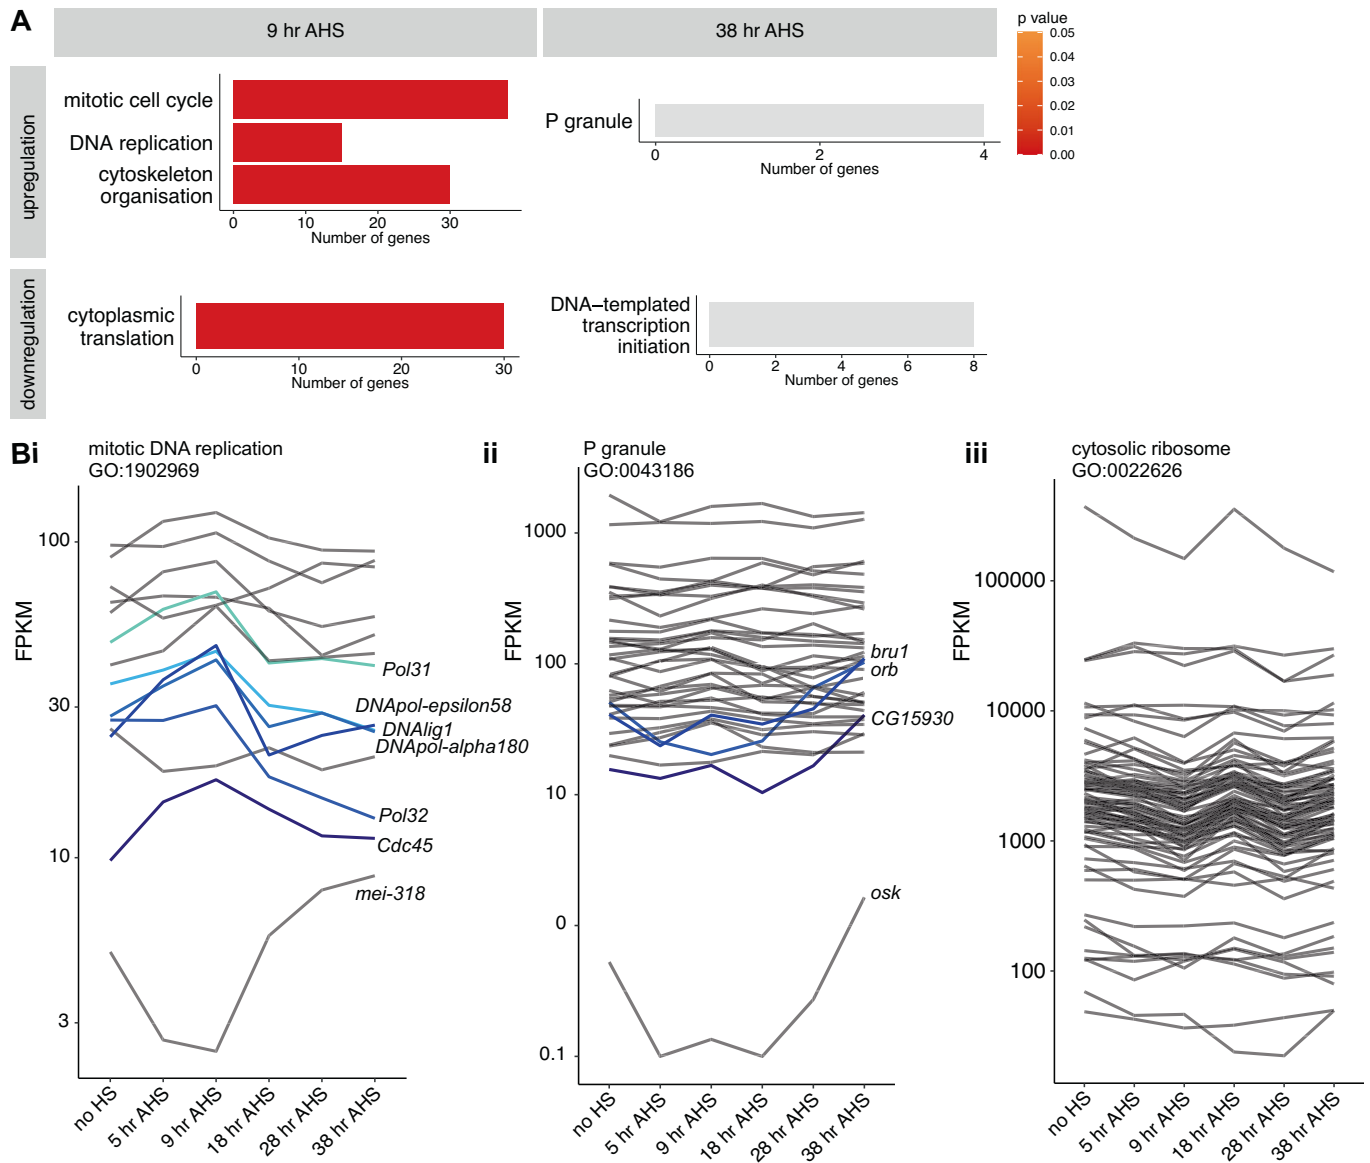 A
9 hr AHS
38 hr AHS
p value
0.05
0.04
0.03
0.02
0.01
0.00
upregulation
mitotic cell cycle
DNA replication
cytoskeleton
organisation
0 10 20 30
Number of genes
P granule
0 2 4
Number of genes
downregulation
cytoplasmic
translation
0 10 20 30
Number of genes
DNA–templated
transcription
initiation
0 2 4 6 8
Number of genes
Bi
mitotic DNA replication
GO:1902969
FPKM
100
30
10
3
Pol31
DNApol-epsilon58
DNAlig1
DNApol-alpha180
Pol32
Cdc45
mei-318
no HS
5 hr AHS
9 hr AHS
18 hr AHS
28 hr AHS
38 hr AHS
ii
P granule
GO:0043186
FPKM
1000
100
10
0
0.1
bru1
orb
CG15930
osk
no HS
5 hr AHS
9 hr AHS
18 hr AHS
28 hr AHS
38 hr AHS
iii
cytosolic ribosome
GO:0022626
FPKM
100000
10000
1000
100
no HS
5 hr AHS
9 hr AHS
18 hr AHS
28 hr AHS
38 hr AHS